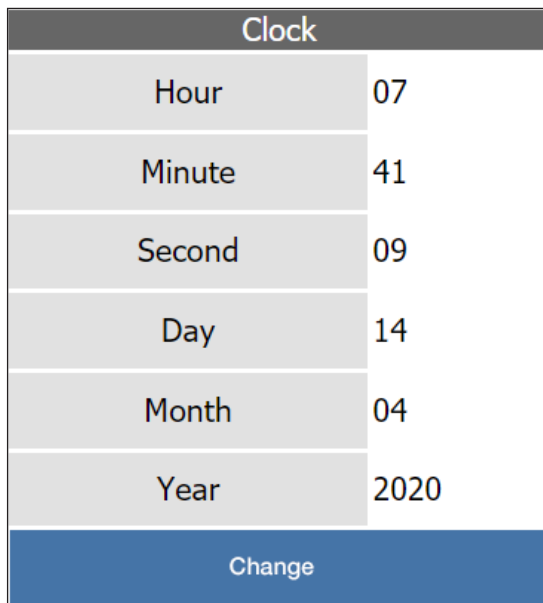 Clock
Hour 07
Minute 41
Second 09
Day 14
Month 04
Year 2020
Change